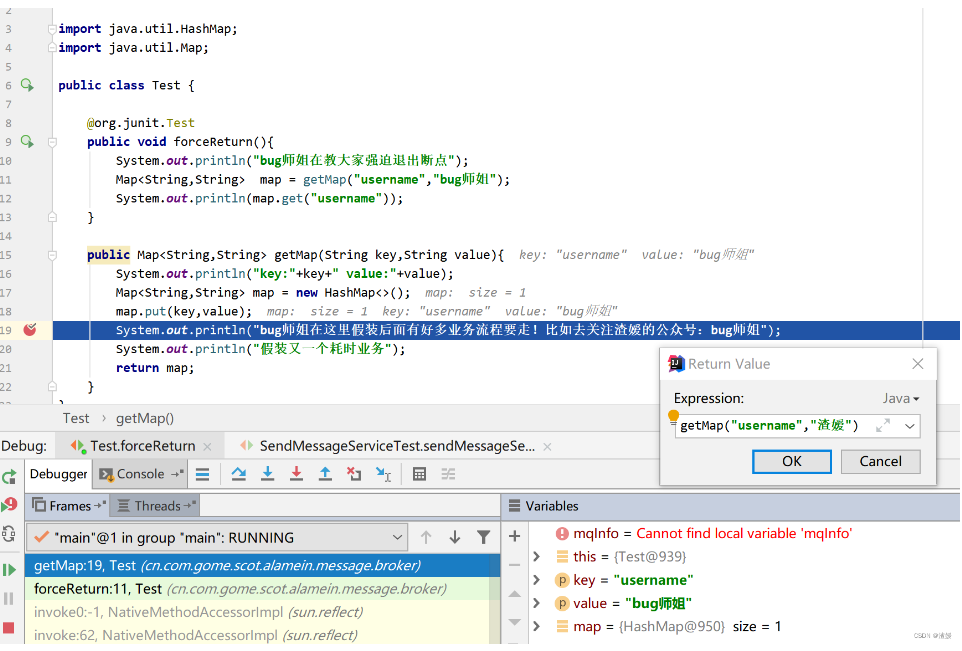 2
3 import java.util.HashMap;
4 import java.util.Map;
5
6 public class Test {
7
8 @org.junit.Test
9 public void forceReturn(){
10 System.out.println("bug师姐在教大家强迫退出断点");
11 Map<String,String> map = getMap("username","bug师姐");
12 System.out.println(map.get("username"));
13 }
14
15 public Map<String,String> getMap(String key,String value){ key: "username" value: "bug师姐"
16 System.out.println("key:"+key+" value:"+value);
17 Map<String,String> map = new HashMap<>(); map: size = 1
18 map.put(key,value); map: size = 1 key: "username" value: "bug师姐"
19 System.out.println("bug师姐在这里假装后面有好多业务流程要走！比如去关注渣媛的公众号：bug师姐");
20 System.out.println("假装又一个耗时业务");
21 return map;
22 }
Return Value
Expression:
Java
getMap("username","渣媛")
OK
Cancel
Test > getMap()
Debug:
Test.forceReturn
SendMessageServiceTest.sendMessageSe...
Debugger
Console
Frames
Threads
"main"@1 in group "main": RUNNING
getMap:19, Test (cn.com.gome.scot.alamein.message.broker)
forceReturn:11, Test (cn.com.gome.scot.alamein.message.broker)
invoke0:-1, NativeMethodAccessorImpl (sun.reflect)
invoke:62, NativeMethodAccessorImpl (sun.reflect)
Variables
mqInfo = Cannot find local variable 'mqInfo'
this = {Test@939}
key = "username"
value = "bug师姐"
map = {HashMap@950} size = 1
CSDN @渣媛